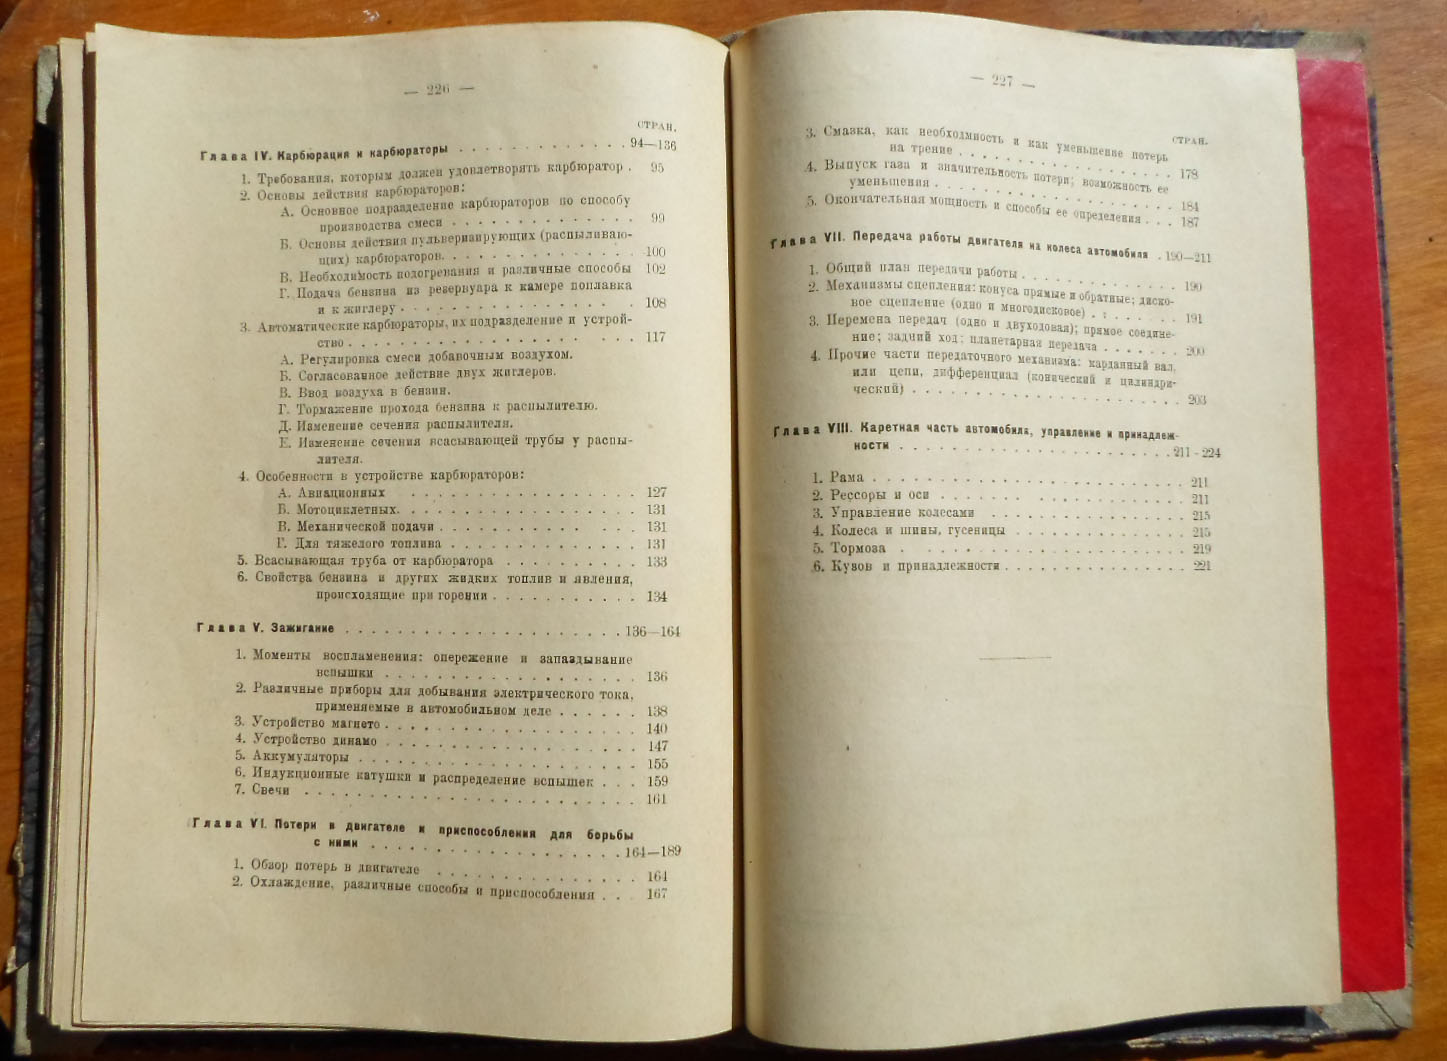 — 226 —
СТРАН.
Глава IV. Карбюрация и карбюраторы . . . . . . . . . . . . . 94—136
1. Требования, которым должен удовлетворять карбюратор . 95
2. Основы действия карбюраторов:
А. Основное подразделение карбюраторов по способу
производства смеси . . . . . . . . . . . . . . 99
Б. Основы действия пульверизирующих (распыливаю-
щих) карбюраторов. . . . . . . . . . . . . . . 100
В. Необходимость подогревания и различные способы 102
Г. Подача бензина из резервуара к камере поплавка
и к жиглеру . . . . . . . . . . . . . . . . . 108
3. Автоматические карбюраторы, их подразделение и устрой-
ство . . . . . . . . . . . . . . . . . . . . . 117
А. Регулировка смеси добавочным воздухом.
Б. Согласованное действие двух жиглеров.
В. Ввод воздуха в бензин.
Г. Торможение прохода бензина к распылителю.
Д. Изменение сечения распылителя.
Е. Изменение сечения всасывающей трубы у распы-
лителя.
4. Особенности в устройстве карбюраторов:
А. Авиационных . . . . . . . . . . . . . . . . . 127
Б. Мотоциклетных. . . . . . . . . . . . . . . . . 131
В. Механической подачи . . . . . . . . . . . . . 131
Г. Для тяжелого топлива . . . . . . . . . . . . . . 131
5. Всасывающая труба от карбюратора . . . . . . . . . . 133
6. Свойства бензина и других жидких топлив и явления,
происходящие при горении . . . . . . . . . . . 134
Глава V. Зажигание . . . . . . . . . . . . . . . . . . . . . 136—164
1. Моменты воспламенения: опережение и запаздывание
вспышки . . . . . . . . . . . . . . . . . . . 136
2. Различные приборы для добывания электрического тока,
применяемые в автомобильном деле . . . . . . 138
3. Устройство магнето . . . . . . . . . . . . . . . . . . . 140
4. Устройство динамо . . . . . . . . . . . . . . . . . . . 147
5. Аккумуляторы . . . . . . . . . . . . . . . . . . . . . 155
6. Индукционные катушки и распределение вспышек . . . 159
7. Свечи . . . . . . . . . . . . . . . . . . . . . . . . . 161
Глава VI. Потери в двигателе и приспособления для борьбы
с ними . . . . . . . . . . . . . . . . . . . 164—189
1. Обзор потерь в двигателе . . . . . . . . . . . . . . . 164
2. Охлаждение, различные способы и приспособления . . . 167
— 227 —
СТРАН.
3. Смазка, как необходимность и как уменьшение потерь
на трение . . . . . . . . . . . . . . . . . 178
4. Выпуск газа и значительность потери; возможность ее
уменьшения . . . . . . . . . . . . . . . . . . . 184
5. Окончательная мощность и способы ее определения . . . 187
Глава VII. Передача работы двигателя на колеса автомобиля . 190—211
1. Общий план передачи работы . . . . . . . . . . . . . 190
2. Механизмы сцепления: конуса прямые и обратные; диско-
вое сцепление (одно и многодисковое) . . . . . . . 191
3. Перемена передач (одно и двуходовая); прямое соедине-
ние; задний ход; планетарная передача . . . . . . . 200
4. Прочие части передаточного механизма: карданный вал,
или цепи, дифференциал (конический и цилиндри-
ческий) . . . . . . . . . . . . . . . . . . . . . 203
Глава VIII. Каретная часть автомобиля, управление и принадлеж-
ности . . . . . . . . . . . . . . . . . . . . . 211-224
1. Рама . . . . . . . . . . . . . . . . . . . . . . . . 211
2. Рессоры и оси . . . . . . . . . . . . . . . . . . . 211
3. Управление колесами . . . . . . . . . . . . . . . 215
4. Колеса и шины, гусеницы . . . . . . . . . . . . . 215
5. Тормоза . . . . . . . . . . . . . . . . . . . . . . 219
6. Кузов и принадлежности . . . . . . . . . . . . . . 221